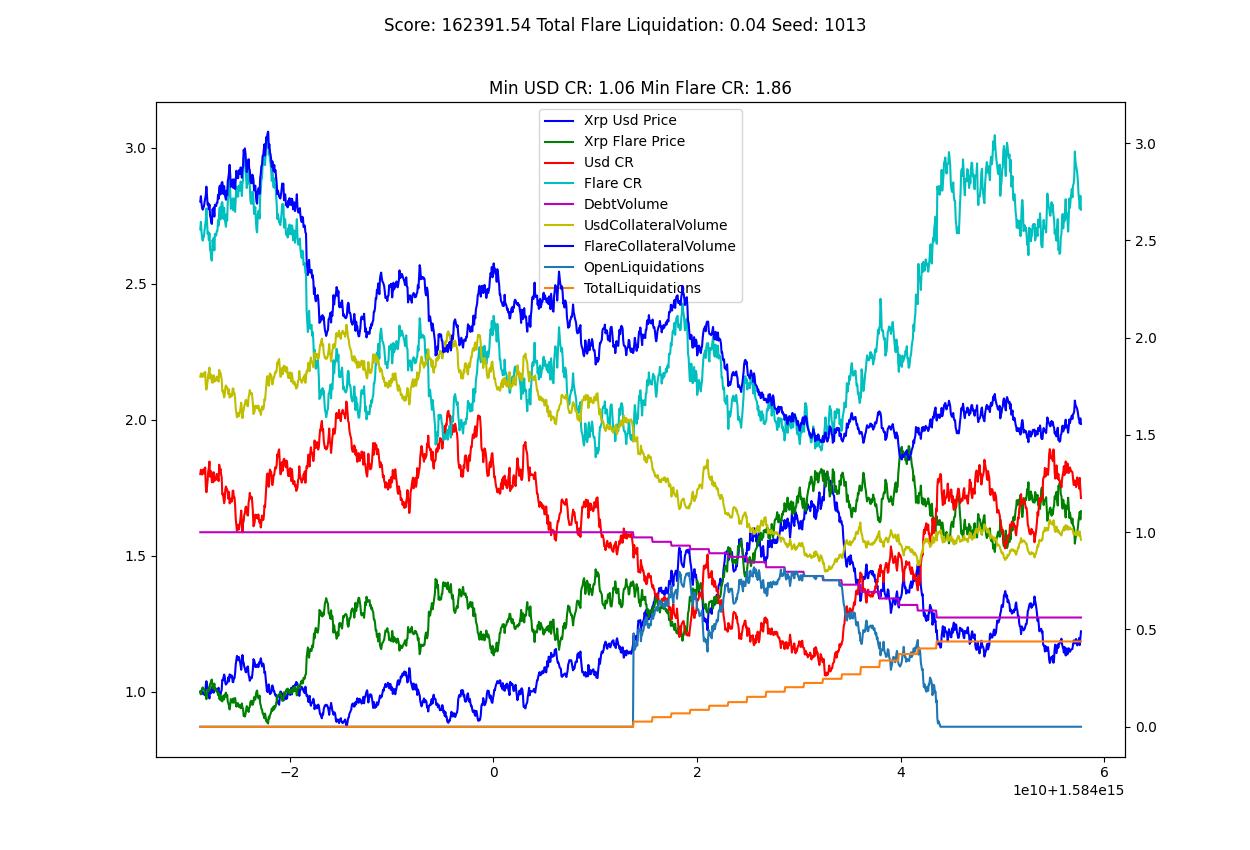 Score: 162391.54 Total Flare Liquidation: 0.04 Seed: 1013
Min USD CR: 1.06 Min Flare CR: 1.86
Xrp Usd Price
Xrp Flare Price
Usd CR
Flare CR
DebtVolume
UsdCollateralVolume
FlareCollateralVolume
OpenLiquidations
TotalLiquidations
3.0
2.5
2.0
1.5
1.0
3.0
2.5
2.0
1.5
1.0
0.5
0.0
−2 0 2 4 6
1e10+1.584e15